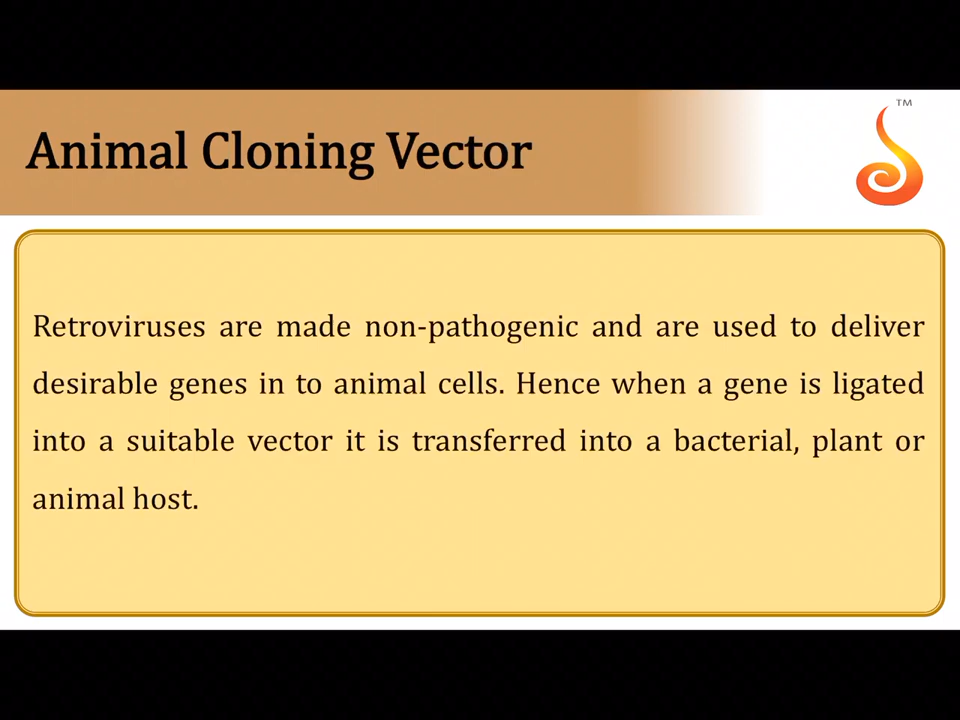 Animal Cloning Vector
TM
Retroviruses are made non-pathogenic and are used to deliver
desirable genes in to animal cells. Hence when a gene is ligated
into a suitable vector it is transferred into a bacterial, plant or
animal host.